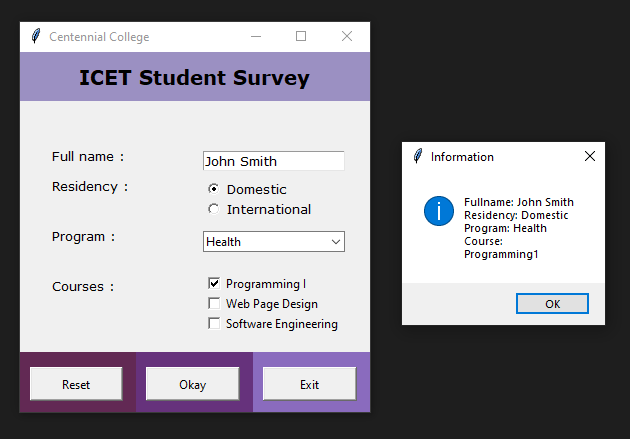 Centennial College
ICET Student Survey
Full name :
John Smith
Residency :
Domestic
International
Program :
Health
Courses :
Programming I
Web Page Design
Software Engineering
Reset
Okay
Exit
Information
Fullname: John Smith
Residency: Domestic
Program: Health
Course:
Programming1
OK